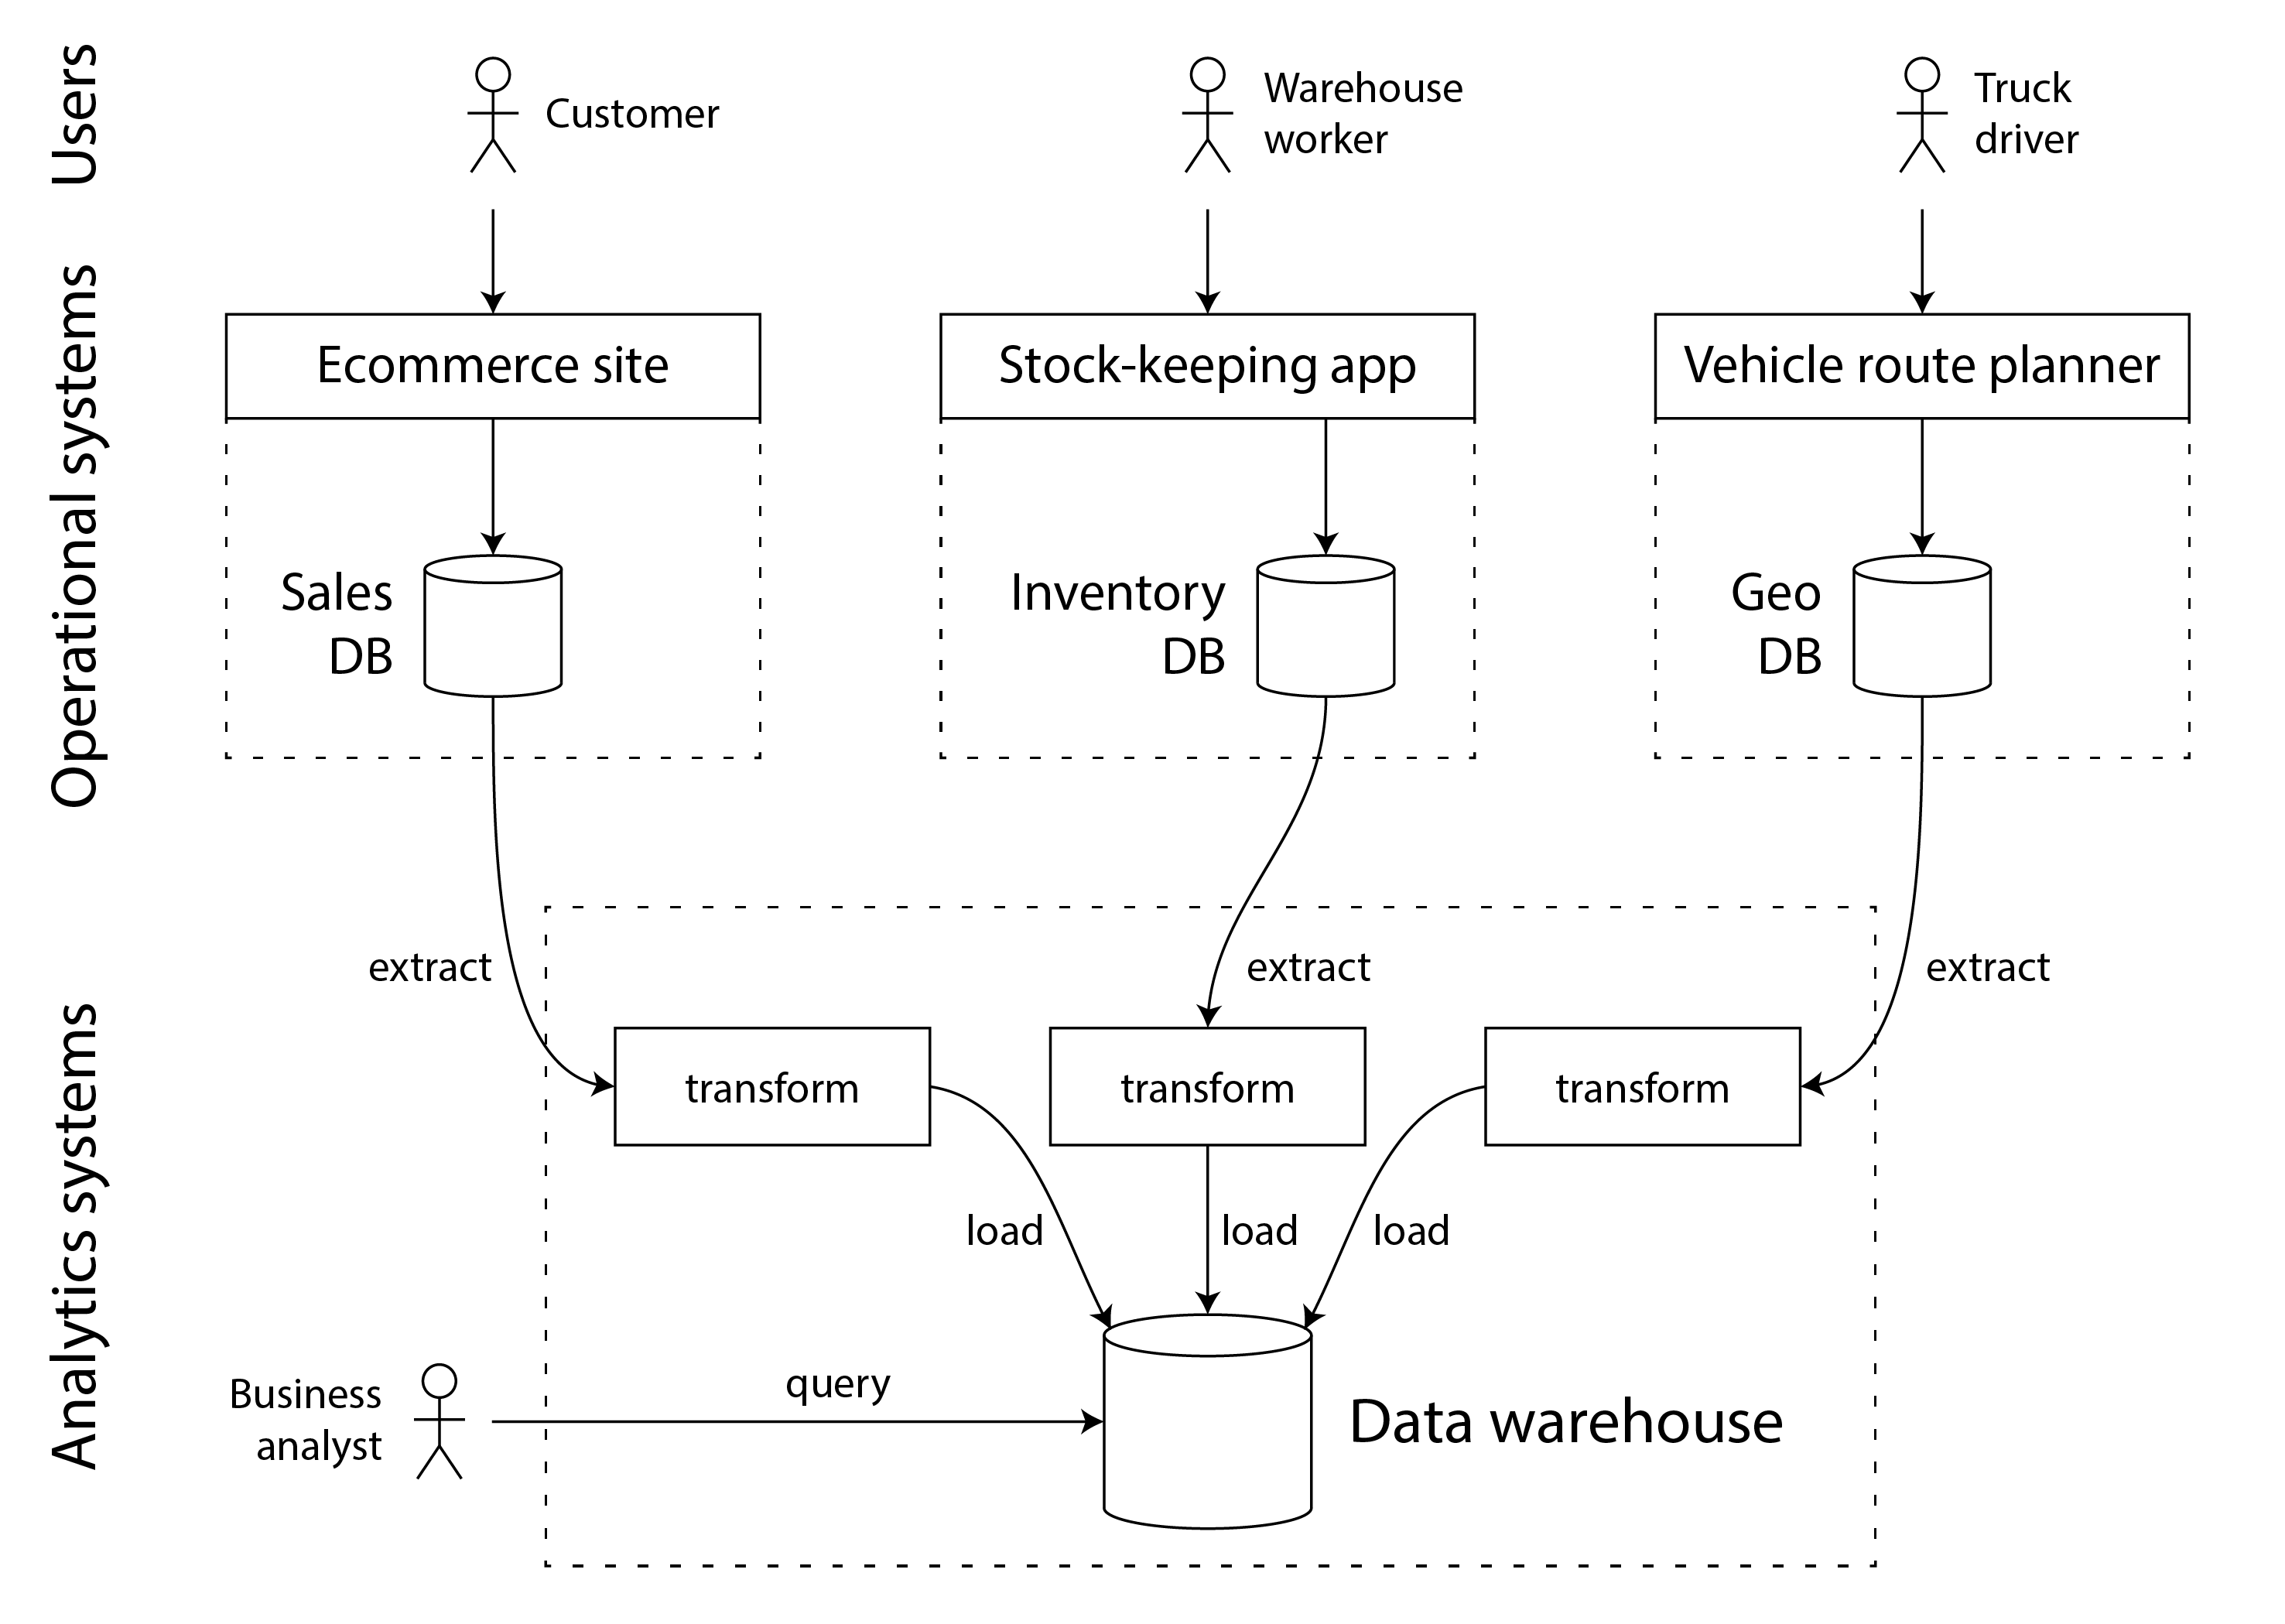 Users
Customer
Warehouse
worker
Truck
driver
Operational systems
Ecommerce site
Stock-keeping app
Vehicle route planner
Sales
DB
Inventory
DB
Geo
DB
Analytics systems
extract
extract
extract
transform
transform
transform
load
load
load
Business
analyst
query
Data warehouse